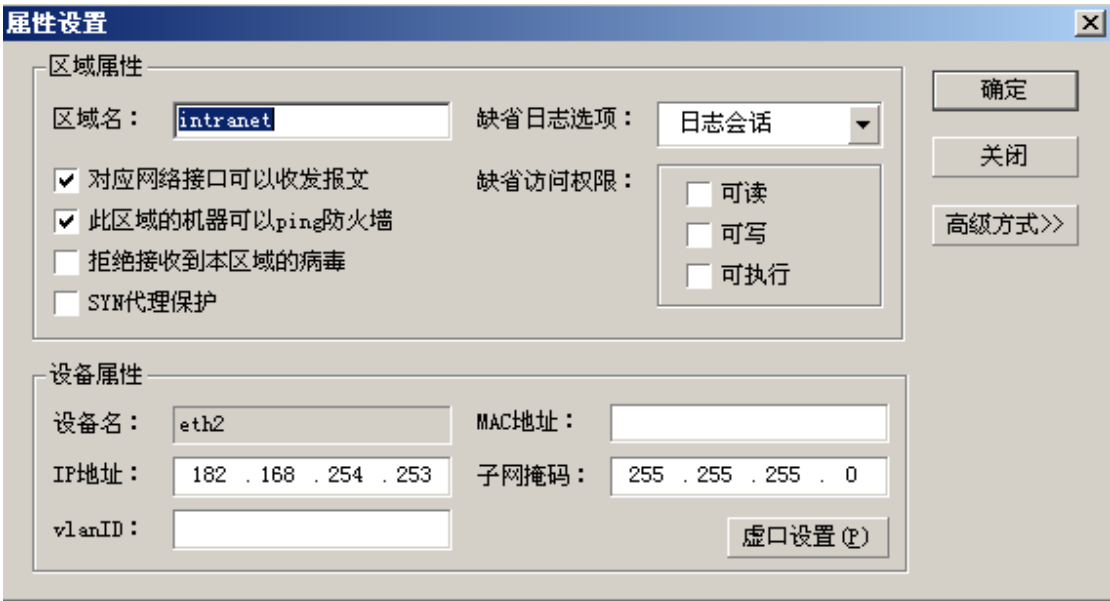 属性设置
区域属性
区域名： intranet 缺省日志选项： 日志会话
确定
对应网络接口可以收发报文 缺省访问权限： 可读
关闭
此区域的机器可以ping防火墙 可写
高级方式>>
拒绝接收到本区域的病毒 可执行
SYN代理保护
设备属性
设备名： eth2 MAC地址：
IP地址： 182 .168 .254 .253 子网掩码： 255 .255 .255 . 0
vlanID： 虚口设置(P)